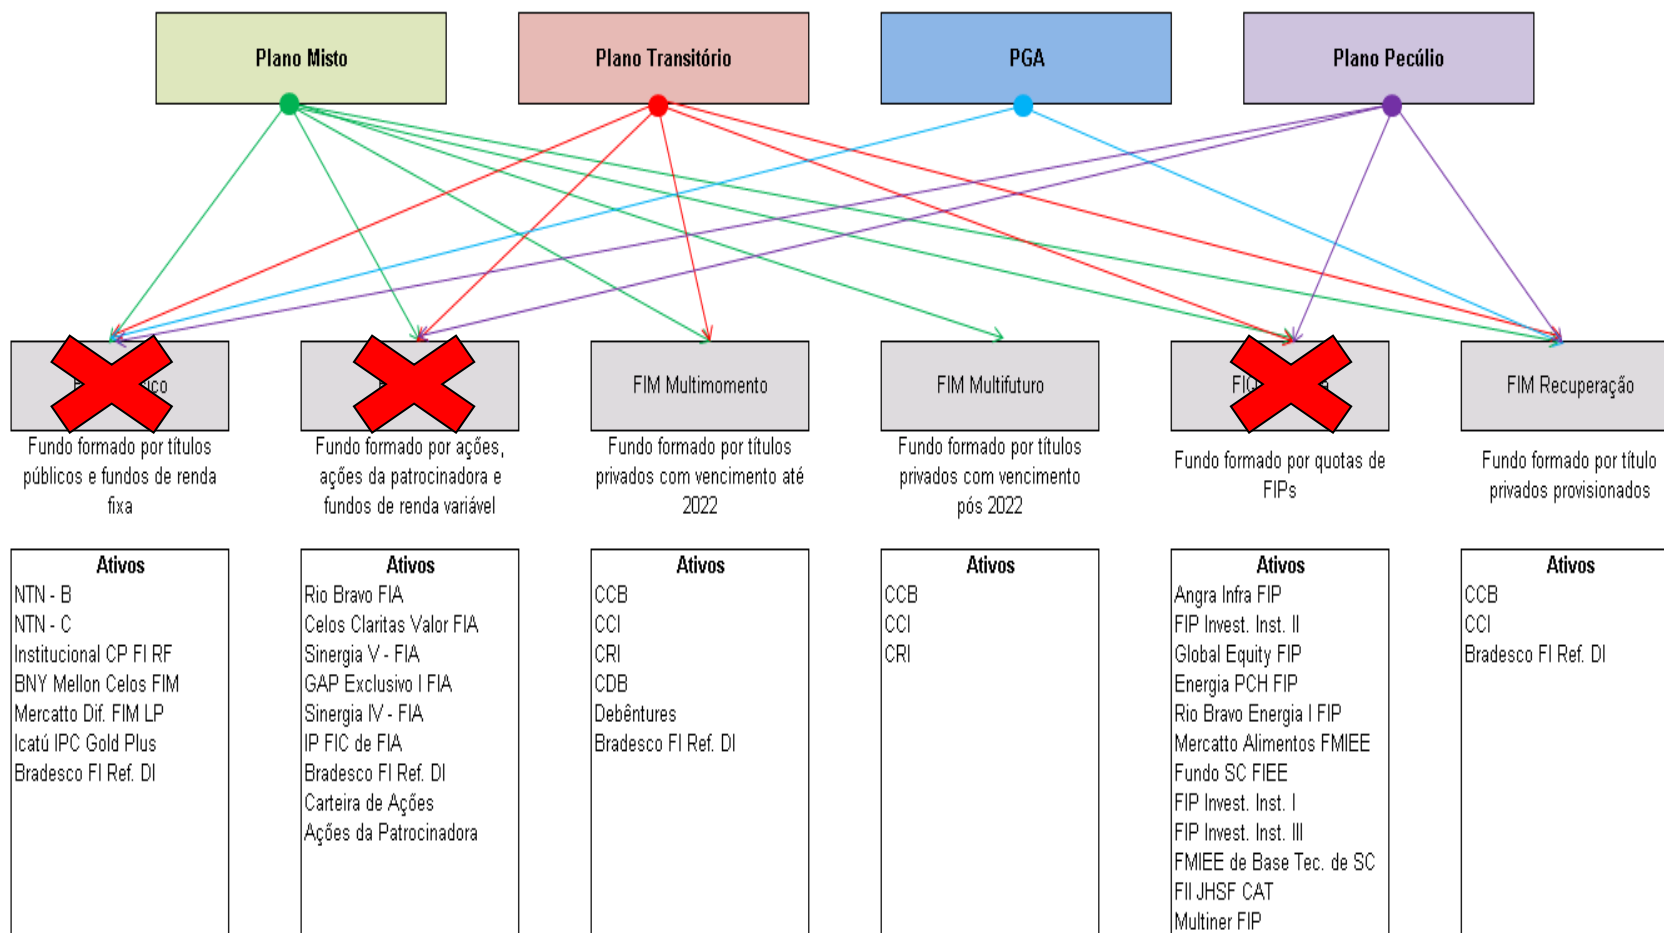 Plano Misto
Plano Transitório
PGA
Plano Pecúlio
FIM Multimomento
FIM Multifuturo
FIM Recuperação
Fundo formado por títulos
públicos e fundos de renda
fixa
Fundo formado por ações,
ações da patrocinadora e
fundos de renda variável
Fundo formado por títulos
privados com vencimento até
2022
Fundo formado por títulos
privados com vencimento
pós 2022
Fundo formado por quotas de
FIPs
Fundo formado por título
privados provisionados
Ativos
NTN - B
NTN - C
Institucional CP FI RF
BNY Mellon Celos FIM
Mercatto Dif. FIM LP
Icatú IPC Gold Plus
Bradesco FI Ref. DI
Ativos
Rio Bravo FIA
Celos Claritas Valor FIA
Sinergia V - FIA
GAP Exclusivo I FIA
Sinergia IV - FIA
IP FIC de FIA
Bradesco FI Ref. DI
Carteira de Ações
Ações da Patrocinadora
Ativos
CCB
CCI
CRI
CDB
Debêntures
Bradesco FI Ref. DI
Ativos
CCB
CCI
CRI
Ativos
Angra Infra FIP
FIP Invest. Inst. II
Global Equity FIP
Energia PCH FIP
Rio Bravo Energia I FIP
Mercatto Alimentos FMIEE
Fundo SC FIEE
FIP Invest. Inst. I
FIP Invest. Inst. III
FMIEE de Base Tec. de SC
FII JHSF CAT
Multiner FIP
Ativos
CCB
CCI
Bradesco FI Ref. DI